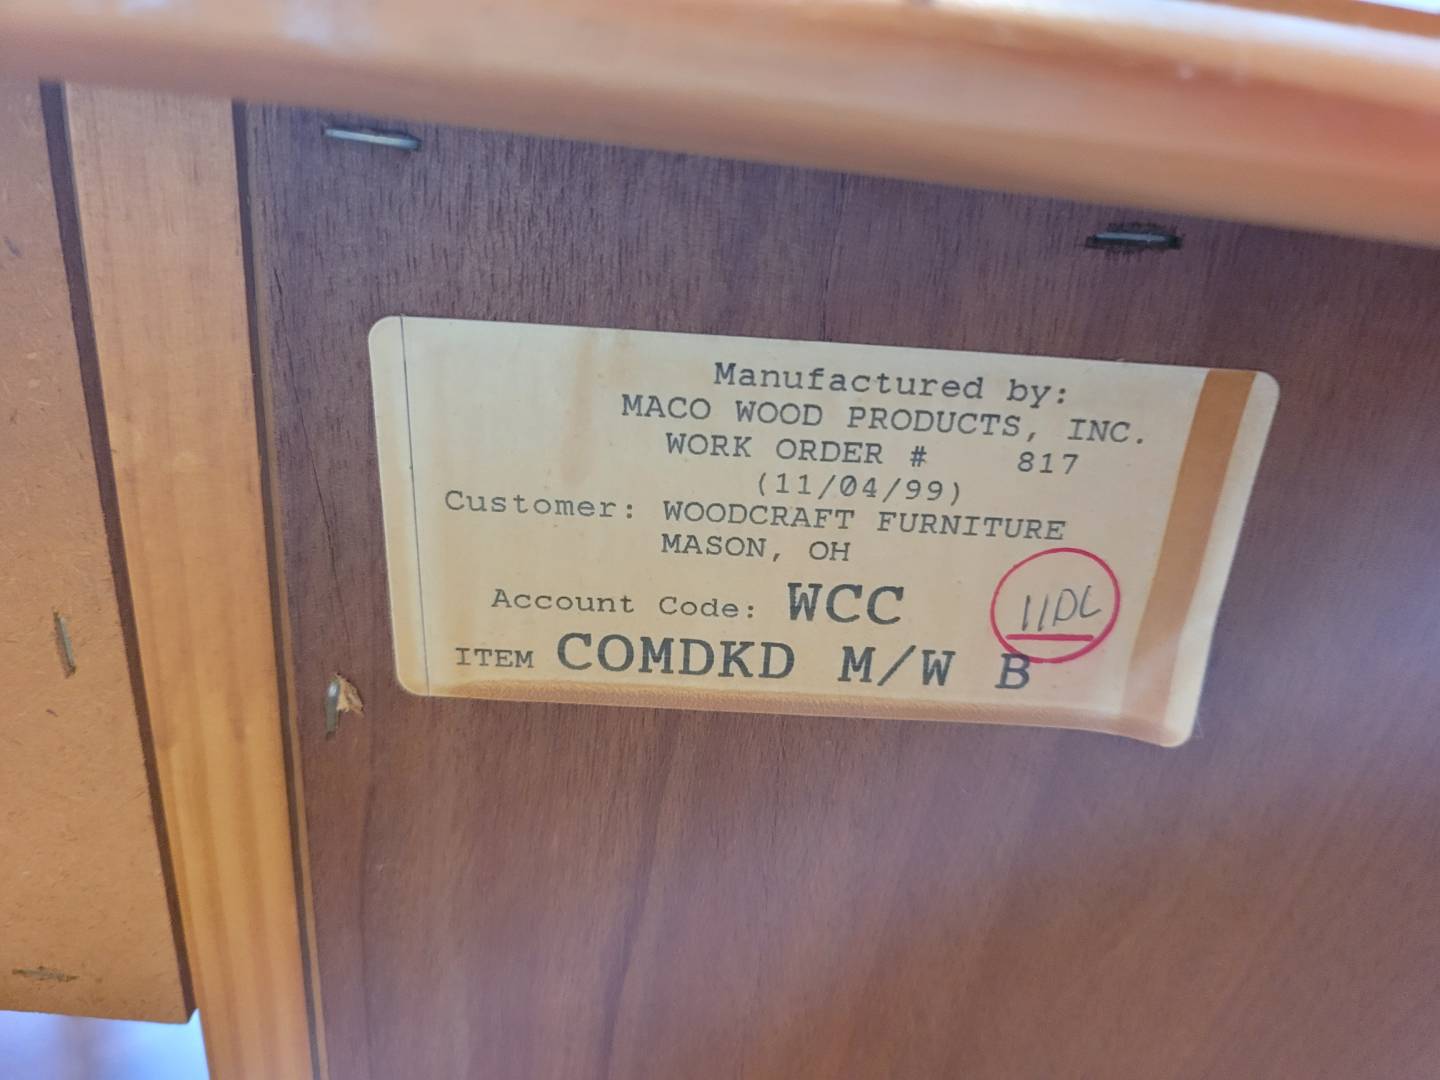 Manufactured by:
MACO WOOD PRODUCTS, INC.
WORK ORDER # 817
(11/04/99)
Customer: WOODCRAFT FURNITURE
MASON, OH
Account Code: WCC
ITEM COMDKD M/W B